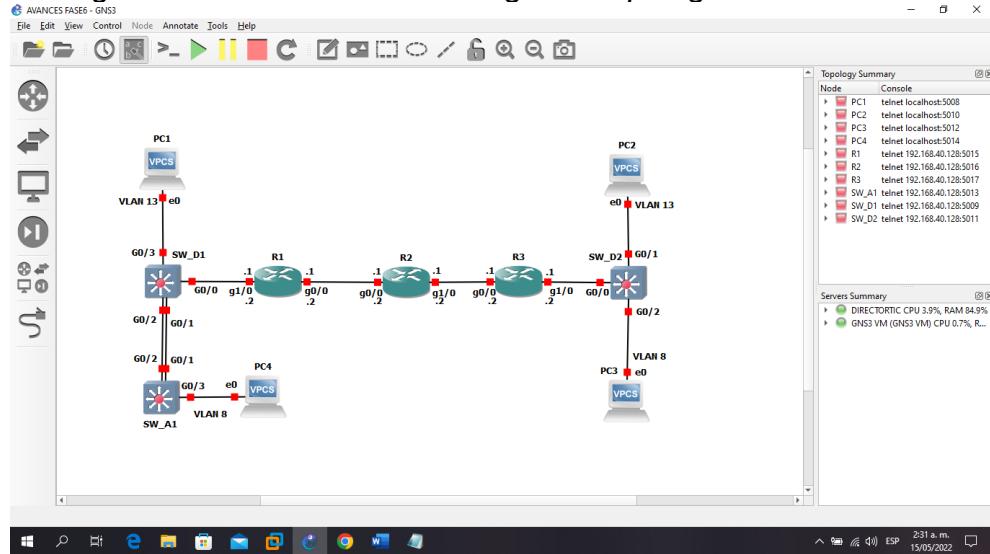 AVANCES FASE6 - GNS3
File Edit View Control Node Annotate Tools Help
Topology Summary
Node Console
PC1 telnet localhost:5008
PC2 telnet localhost:5010
PC3 telnet localhost:5012
PC4 telnet localhost:5014
R1 telnet 192.168.40.128:5015
R2 telnet 192.168.40.128:5016
R3 telnet 192.168.40.128:5017
SW_A1 telnet 192.168.40.128:5013
SW_D1 telnet 192.168.40.128:5009
SW_D2 telnet 192.168.40.128:5011
Servers Summary
DIRECTORTIC CPU 3.9%, RAM 84.9%
GNS3 VM (GNS3 VM) CPU 0.7%, R...
PC1
VPCS
VLAN 13 e0
PC2
VPCS
e0 VLAN 13
G0/3 SW_D1
R1
R2
R3
SW_D2 G0/1
G0/0 g1/0 .1 .2
.1 g0/0 .2
.1 g0/0 .2
.1 g1/0 .2
.1 g0/0 .2
.1 g1/0 .2
G0/0
G0/2 G0/1
G0/2
G0/2 G0/1
PC4
VPCS
G0/3 e0
VLAN 8
SW_A1
VLAN 8
PC3 e0
VPCS
ESP
2:31 a. m.
15/05/2022